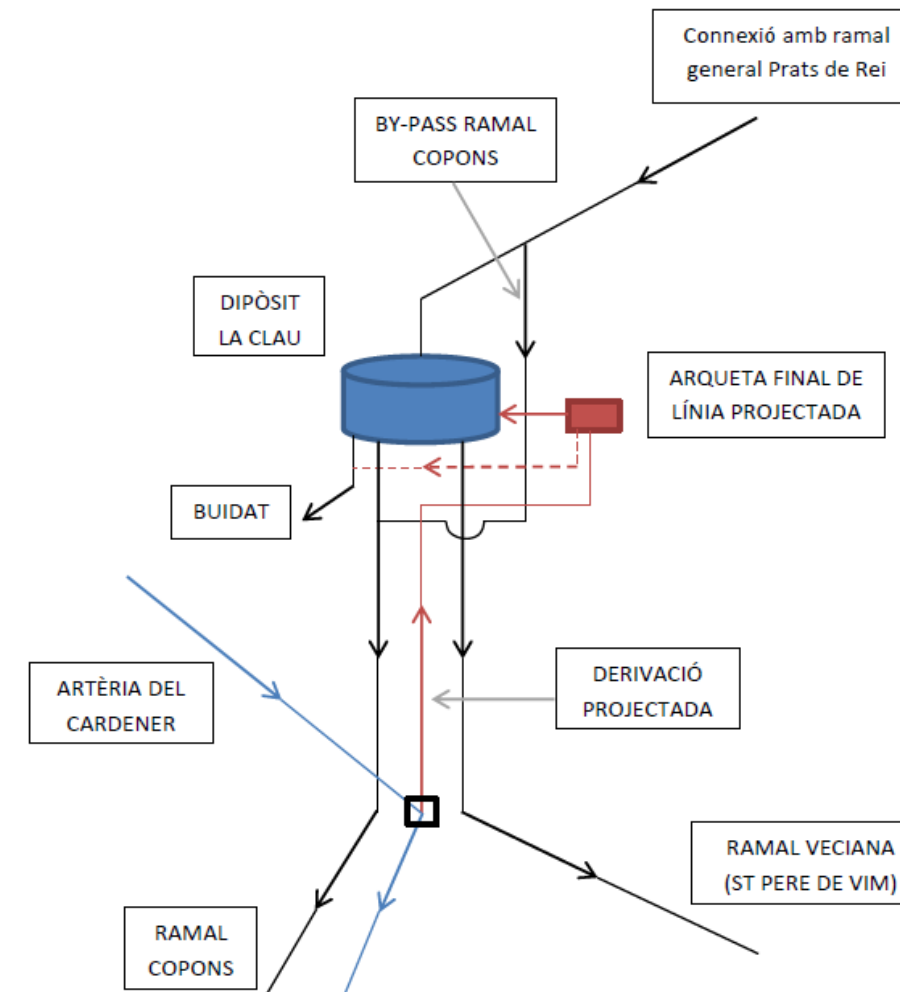 Connexió amb ramal
general Prats de Rei
BY-PASS RAMAL
COPONS
DIPÒSIT
LA CLAU
ARQUETA FINAL DE
LÍNIA PROJECTADA
BUIDAT
ARTÈRIA DEL
CARDENER
DERIVACIÓ
PROJECTADA
RAMAL VECIANA
(ST PERE DE VIM)
RAMAL
COPONS